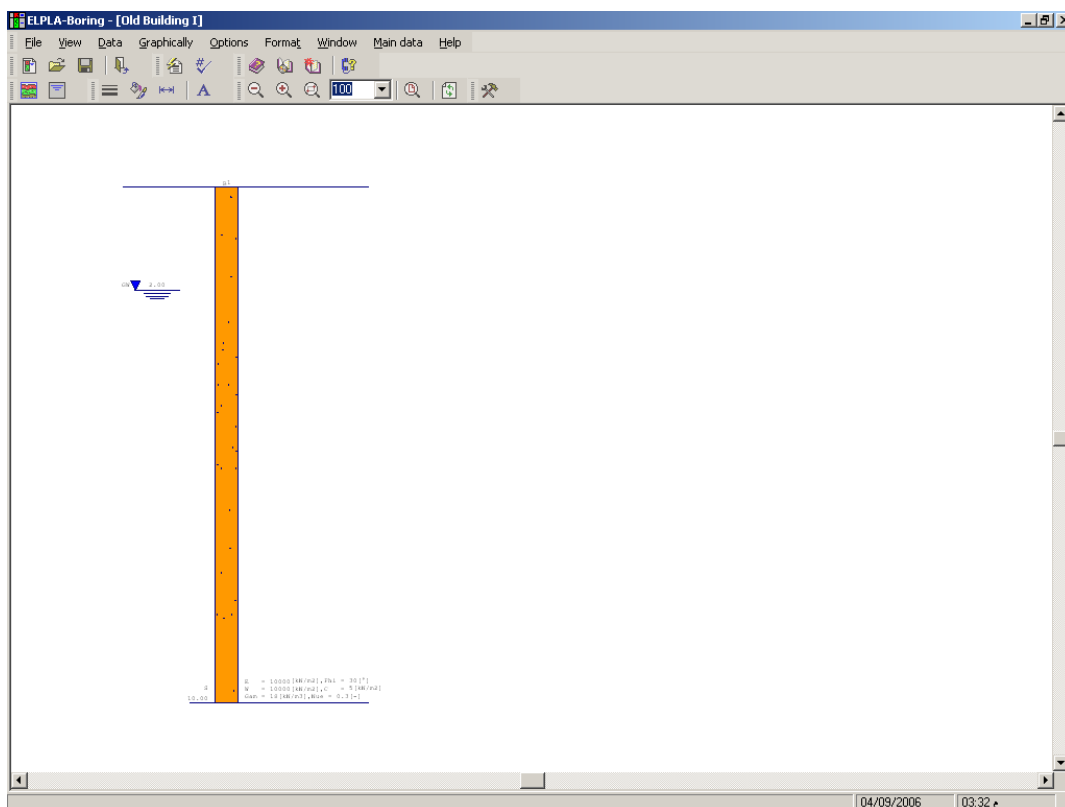 ELPLA-Boring - [Old Building I]
File View Data Graphically Options Format Window Main data Help
A 100
B1
GW 2.00
E = 10000[kN/m2],Phi = 30[°]
S W = 10000[kN/m2],C = 5[kN/m2]
10.00 Gam = 18[kN/m3],Nue = 0.3[-]
04/09/2006 03:32 م